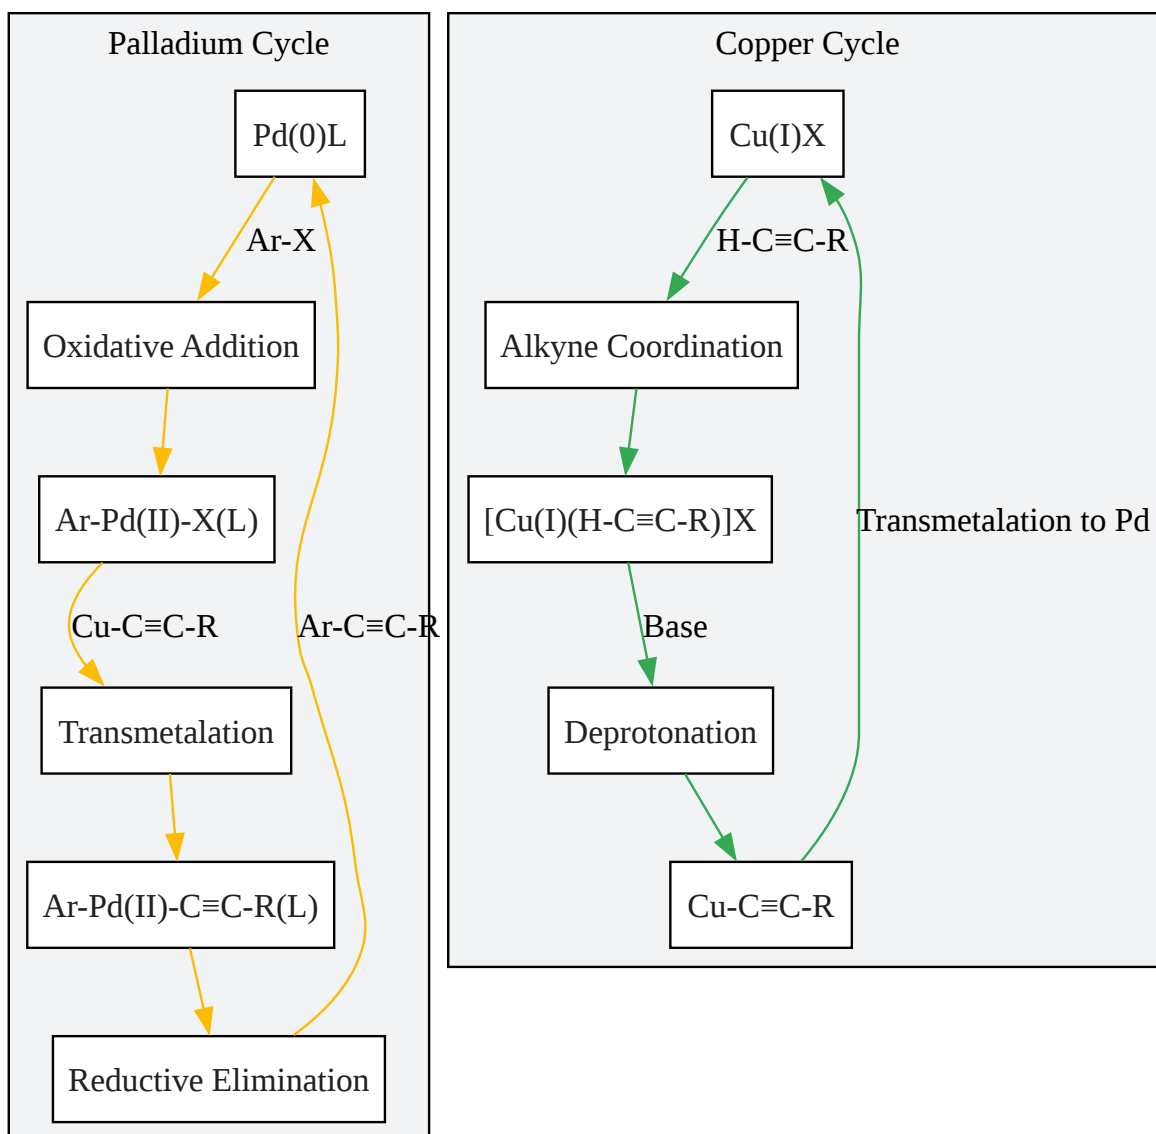 Palladium Cycle
Pd(0)L
Ar-X
Oxidative Addition
Ar-Pd(II)-X(L)
Cu-C≡C-R
Ar-C≡C-R
Transmetalation
Ar-Pd(II)-C≡C-R(L)
Reductive Elimination
Copper Cycle
Cu(I)X
H-C≡C-R
Alkyne Coordination
[Cu(I)(H-C≡C-R)]X
Transmetalation to Pd
Base
Deprotonation
Cu-C≡C-R